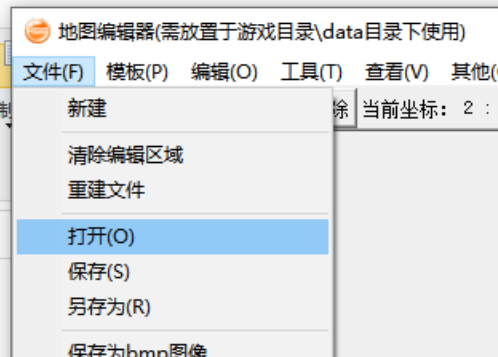 地图编辑器(需放置于游戏目录\data目录下使用)
文件(F) 模板(P) 编辑(O) 工具(T) 查看(V) 其他(
制 新建 除 当前坐标: 2 :
清除编辑区域
重建文件
打开(O)
保存(S)
另存为(R)
保存为bmp图像